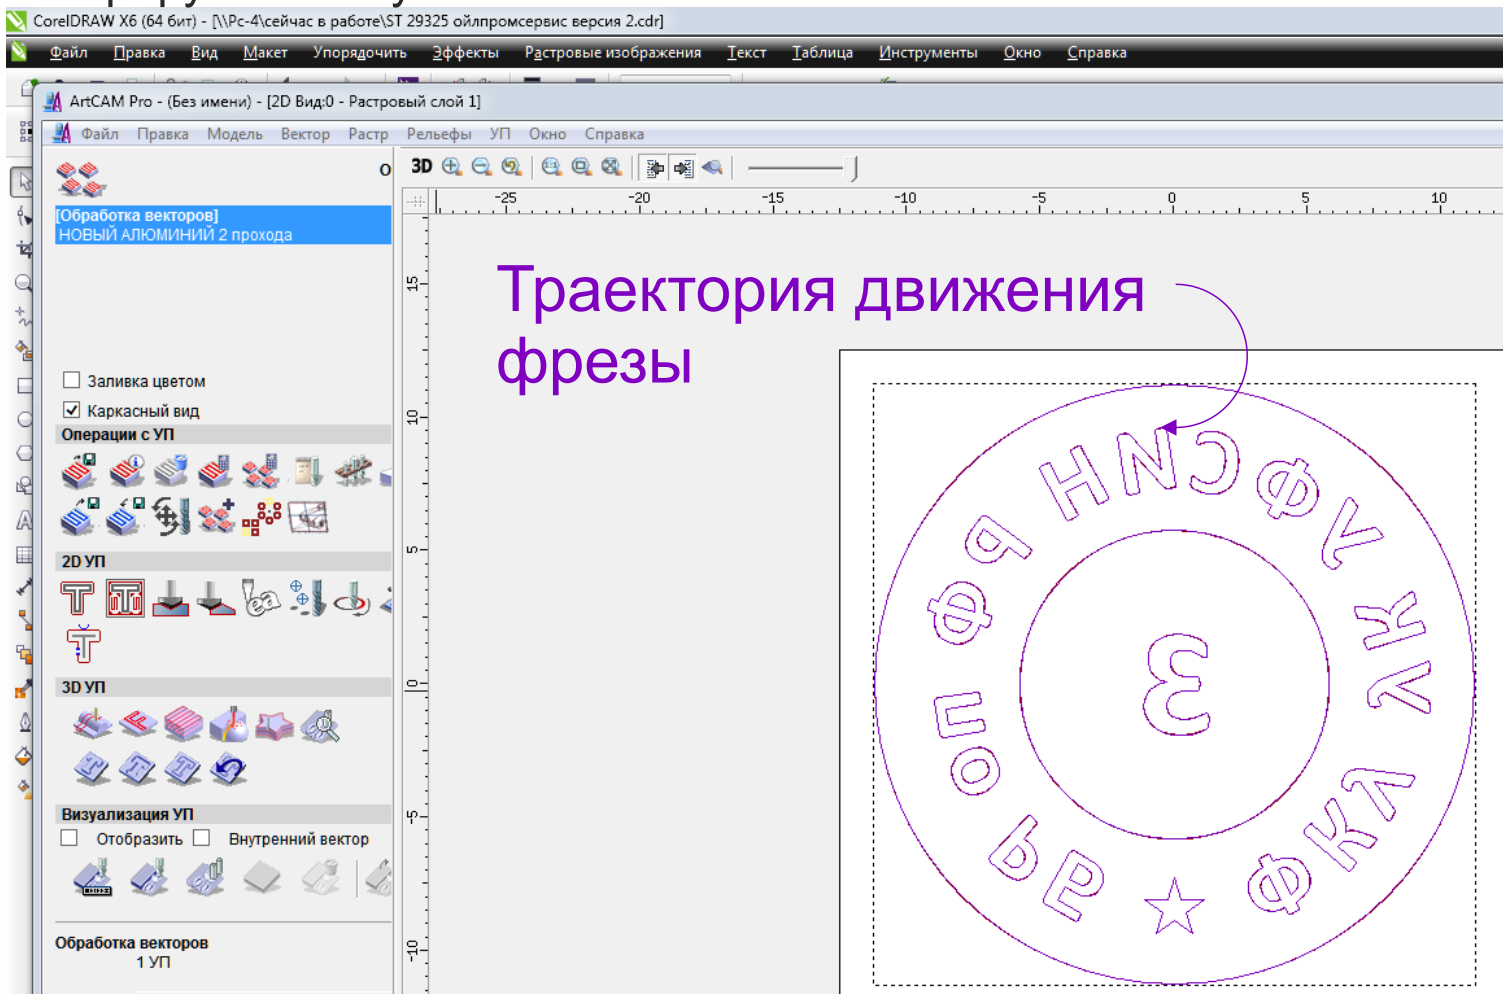 CorelDRAW X6 (64 бит) - [\\Pc-4\сейчас в работе\ST 29325 ойлпромсервис версия 2.cdr]
Файл Правка Вид Макет Упорядочить Эффекты Растровые изображения Текст Таблица Инструменты Окно Справка
ArtCAM Pro - (Без имени) - [2D Вид:0 - Растровый слой 1]
Файл Правка Модель Вектор Растр Рельефы УП Окно Справка
О 3D
-25 -20 -15 -10 -5 0 5 10
[Обработка векторов]
НОВЫЙ АЛЮМИНИЙ 2 прохода
15
10
5
0
-5
-10
Траектория движения
фрезы
Заливка цветом
Каркасный вид
Операции с УП
2D УП
3D УП
Визуализация УП
Отобразить Внутренний вектор
Обработка векторов
1 УП
З